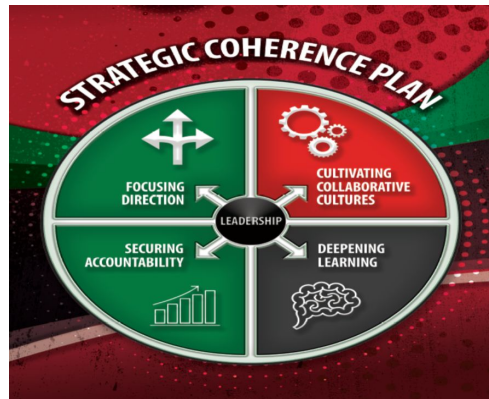 STRATEGIC COHERENCE PLAN
FOCUSING
DIRECTION
CULTIVATING
COLLABORATIVE
CULTURES
LEADERSHIP
SECURING
ACCOUNTABILITY
DEEPENING
LEARNING